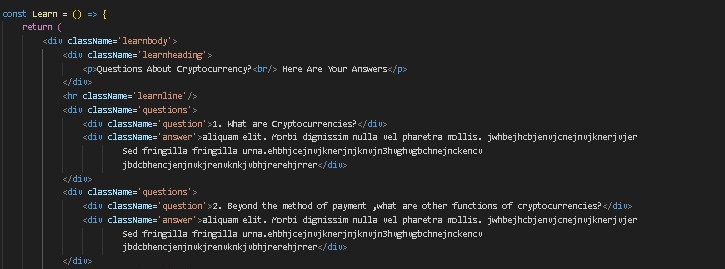 const Learn = () => {
return (
<div className='learnbody'>
<div className='learnheading'>
<p>Questions About Cryptocurrency?<br/> Here Are Your Answers</p>
</div>
<hr className='learnline'/>
<div className='questions'>
<div className='question'>1. What are Cryptocurrencies?</div>
<div className='answer'>aliquam elit. Morbi dignissim nulla vel pharetra mollis. jwhbejhcbjenvjcnejnvjknerjvjer
Sed fringilla fringilla urna.ehbhjcejnvjknerjnjknvjn3hvghvgbchnejnckencv
jbdcbhencjenjnvkjrenvknkjvbhjrerehjrrer</div>
</div>
<div className='questions'>
<div className='question'>2. Beyond the method of payment ,what are other functions of cryptocurrencies?</div>
<div className='answer'>aliquam elit. Morbi dignissim nulla vel pharetra mollis. jwhbejhcbjenvjcnejnvjknerjvjer
Sed fringilla fringilla urna.ehbhjcejnvjknerjnjknvjn3hvghvgbchnejnckencv
jbdcbhencjenjnvkjrenvknkjvbhjrerehjrrer</div>
</div>